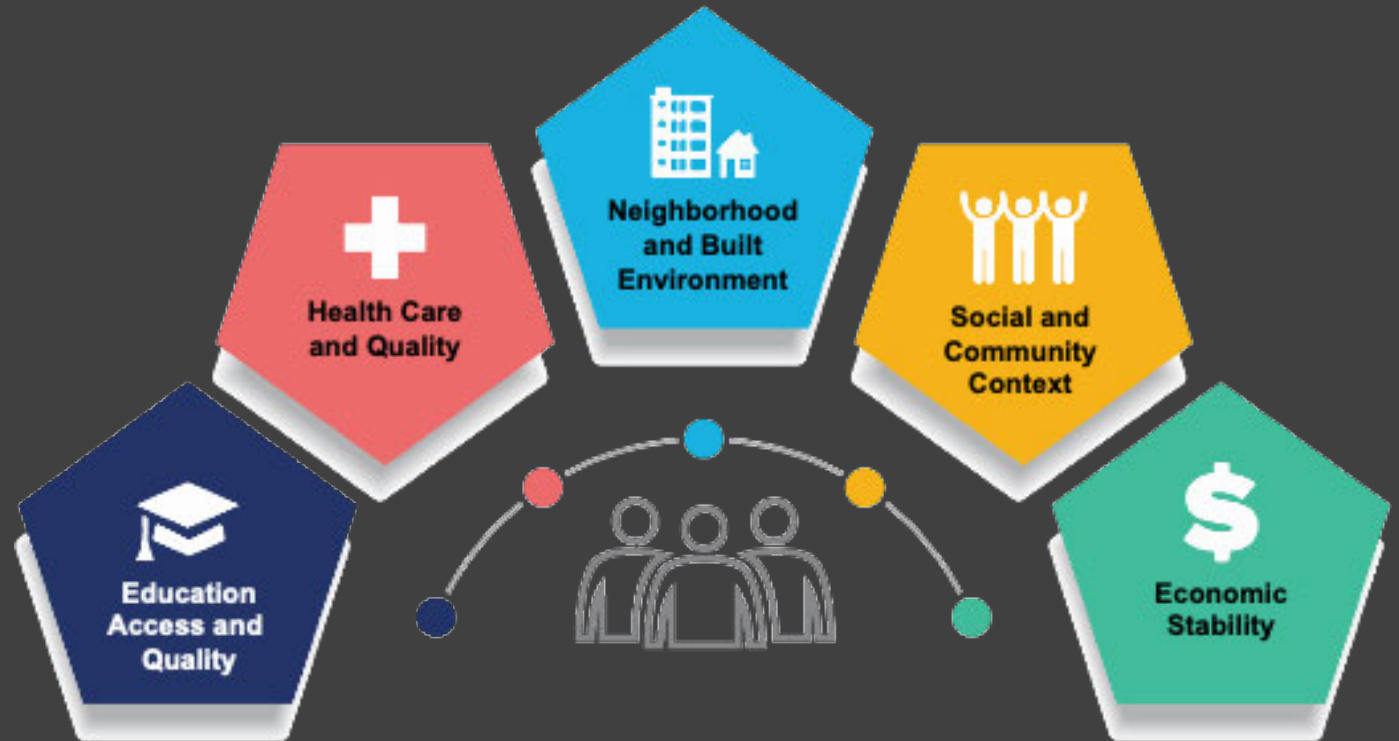 Education
Access and
Quality
Health Care
and Quality
Neighborhood
and Built
Environment
Social and
Community
Context
$
Economic
Stability